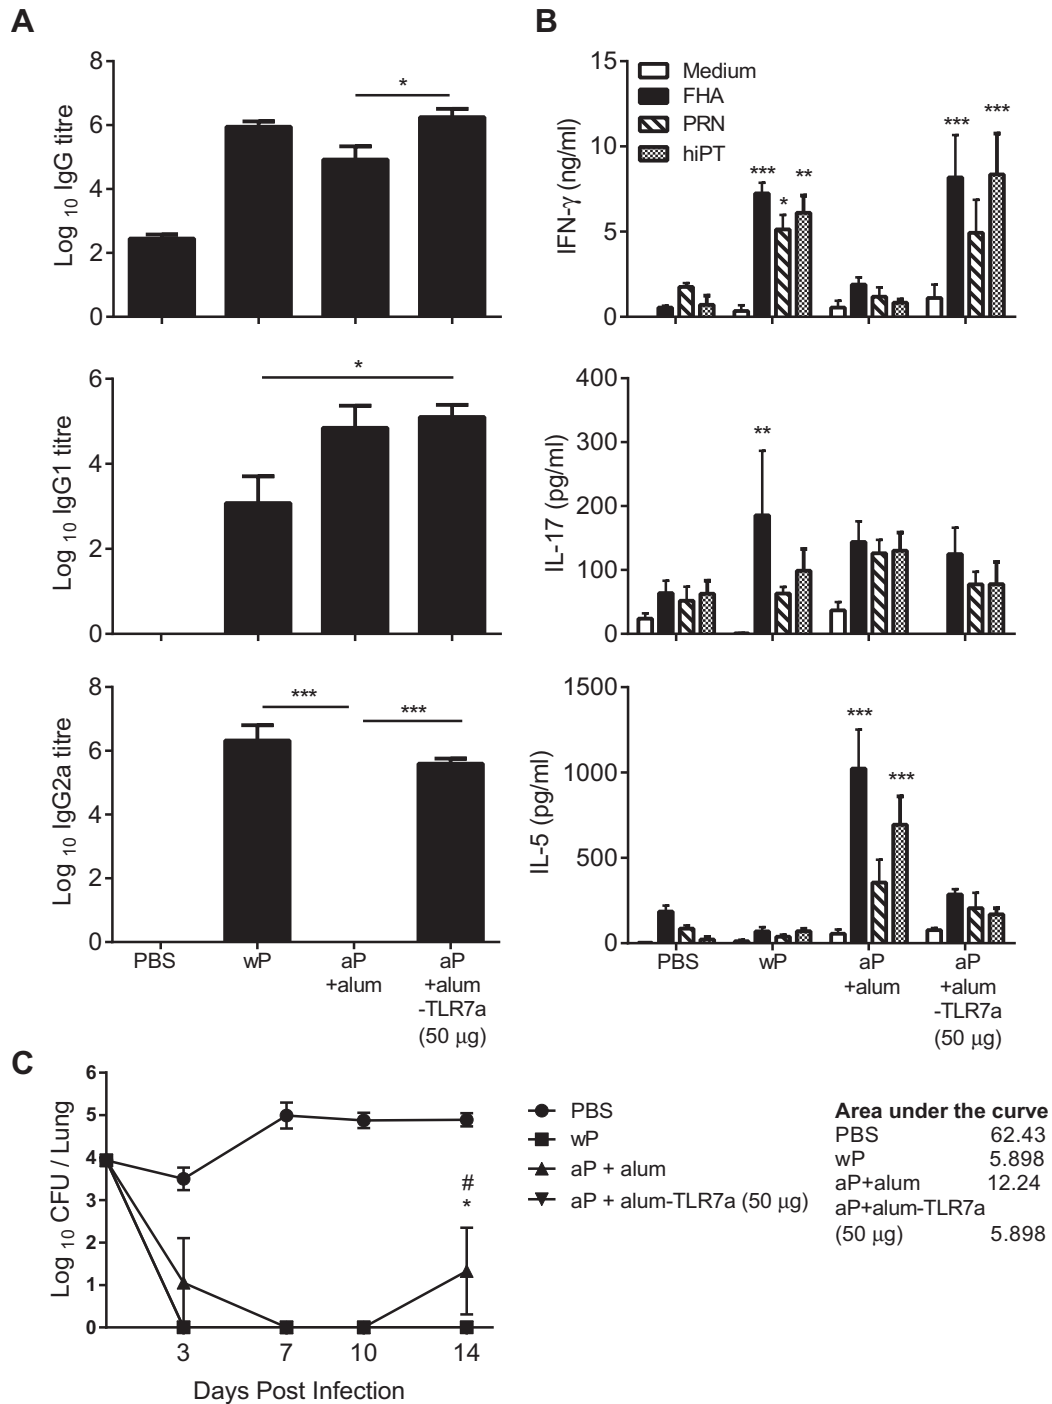 A
8
6
4
2
0
Log 10 IgG titre
*
6
4
2
0
Log 10 IgG1 titre
*
8
6
4
2
0
Log 10 IgG2a titre
***
***
PBS wP aP aP
+alum +alum
-TLR7a
(50 μg)
B
15
10
5
0
IFN-γ (ng/ml)
Medium
FHA
PRN
hiPT
*** * ** *** ***
400
300
200
100
0
IL-17 (pg/ml)
**
1500
1000
500
0
IL-5 (pg/ml)
*** ***
PBS wP aP aP
+alum +alum
-TLR7a
(50 μg)
C
6
5
4
3
2
1
0
Log 10 CFU / Lung
#
*
3 7 10 14
Days Post Infection
PBS
wP
aP + alum
aP + alum-TLR7a (50 μg)
Area under the curve
PBS 62.43
wP 5.898
aP+alum 12.24
aP+alum-TLR7a
(50 μg) 5.898